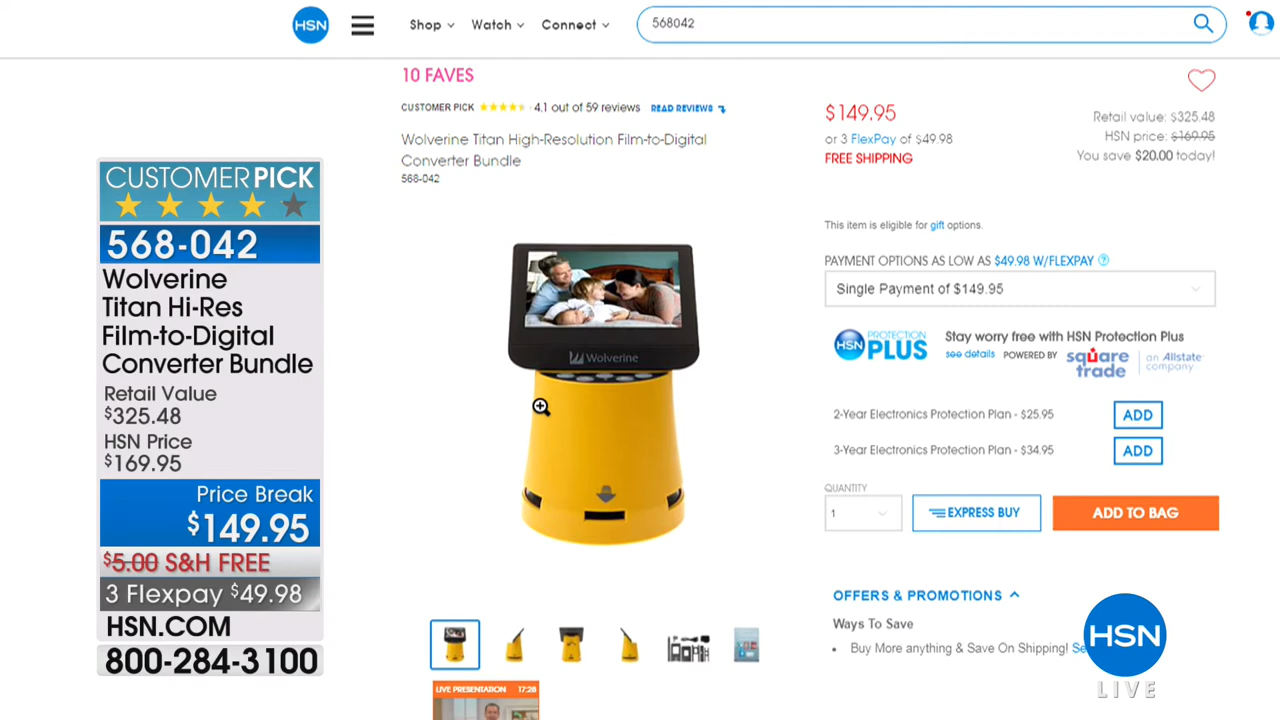 HSN
Shop
Watch
Connect
568042
10 FAVES
CUSTOMER PICK 4.1 out of 59 reviews READ REVIEWS
Wolverine Titan High-Resolution Film-to-Digital
Converter Bundle
568-042
$149.95
or 3 FlexPay of $49.98
FREE SHIPPING
Retail value: $325.48
HSN price: $169.95
You save $20.00 today!
This item is eligible for gift options.
PAYMENT OPTIONS AS LOW AS $49.98 W/FLEXPAY ?
Single Payment of $149.95
HSN PROTECTION PLUS
Stay worry free with HSN Protection Plus
see details POWERED BY square trade an Allstate company
2-Year Electronics Protection Plan - $25.95 ADD
3-Year Electronics Protection Plan - $34.95 ADD
QUANTITY
1
EXPRESS BUY
ADD TO BAG
OFFERS & PROMOTIONS
Ways To Save
Buy More anything & Save On Shipping! Se
Wolverine
LIVE PRESENTATION 17:28
CUSTOMER PICK
568-042
Wolverine
Titan Hi-Res
Film-to-Digital
Converter Bundle
Retail Value
$325.48
HSN Price
$169.95
Price Break
$149.95
$5.00 S&H FREE
3 Flexpay $49.98
HSN.COM
800-284-3100
HSN
LIVE